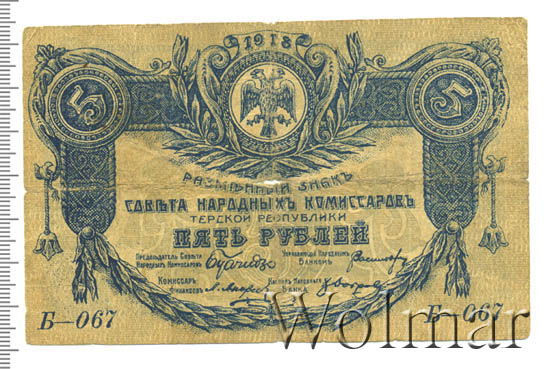 1918
5 5
РАЗМѢННЫЙ ЗНАКЪ
СОВѢТА НАРОДНЫХЪ КОМИССАРОВЪ
ТЕРСКОЙ РЕСПУБЛИКИ
ПЯТЬ РУБЛЕЙ
ПРЕДСЕДАТЕЛЬ СОВѢТА НАРОДНЫХЪ КОМИССАРОВЪ
УПРАВЛЯЮЩІЙ НАРОДНЫМЪ БАНКОМЪ
КОМИССАР ФИНАНСОВЪ
КАССИРЪ НАРОДНАГО БАНКА
Б—067 Б—067
Wolmar